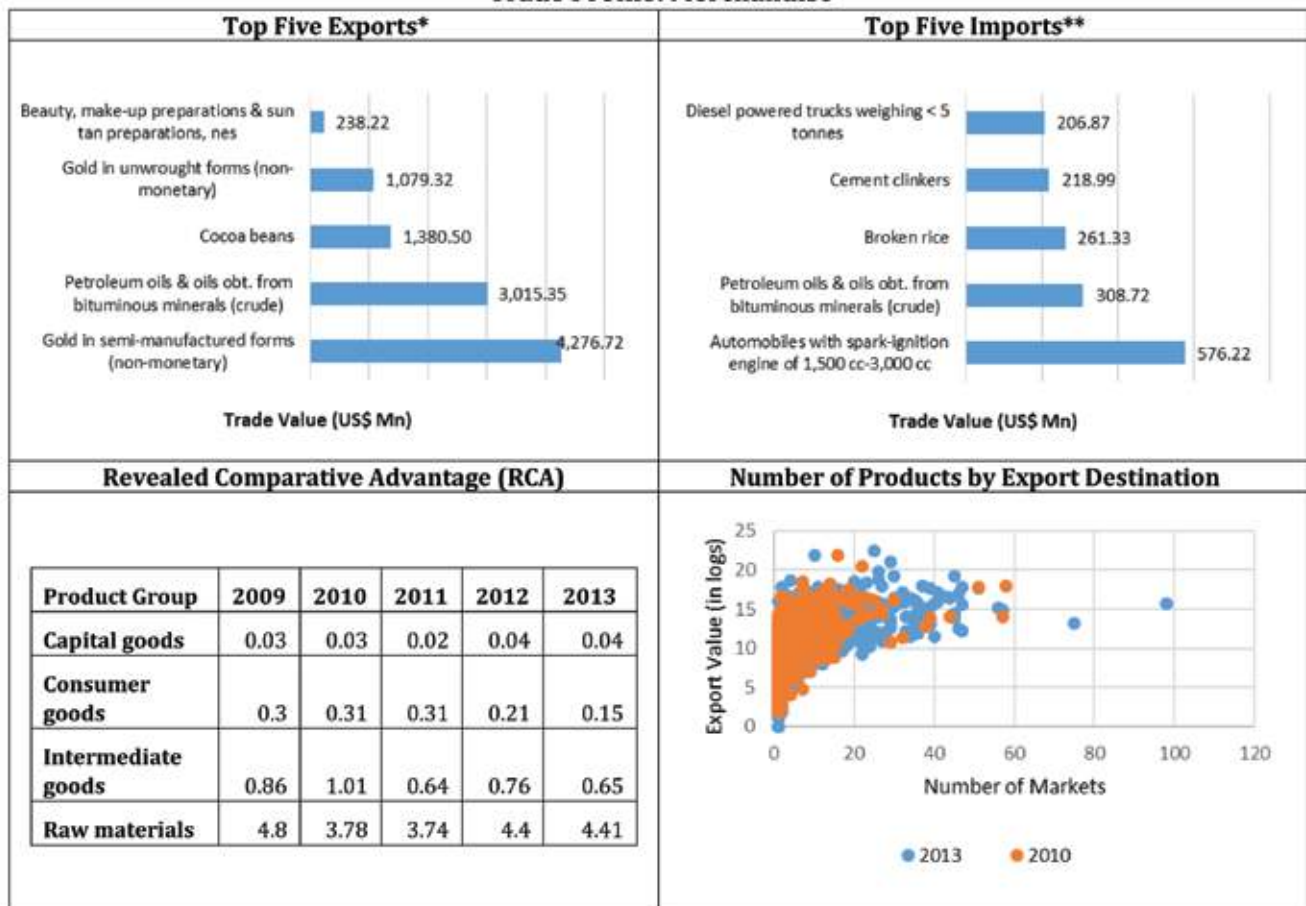 Top Five Exports*
Beauty, make-up preparations & sun
tan preparations, nes
238.22
Gold in unwrought forms (non-
monetary)
1,079.32
Cocoa beans
1,380.50
Petroleum oils & oils obt. from
bituminous minerals (crude)
3,015.35
Gold in semi-manufactured forms
(non-monetary)
4,276.72
Trade Value (US$ Mn)
Top Five Imports**
Diesel powered trucks weighing < 5
tonnes
206.87
Cement clinkers
218.99
Broken rice
261.33
Petroleum oils & oils obt. from
bituminous minerals (crude)
308.72
Automobiles with spark-ignition
engine of 1,500 cc-3,000 cc
576.22
Trade Value (US$ Mn)
Revealed Comparative Advantage (RCA)
Product Group 2009 2010 2011 2012 2013
Capital goods 0.03 0.03 0.02 0.04 0.04
Consumer
goods 0.3 0.31 0.31 0.21 0.15
Intermediate
goods 0.86 1.01 0.64 0.76 0.65
Raw materials 4.8 3.78 3.74 4.4 4.41
Number of Products by Export Destination
Export Value (in logs)
25
20
15
10
5
0
0 20 40 60 80 100 120
Number of Markets
2013 2010